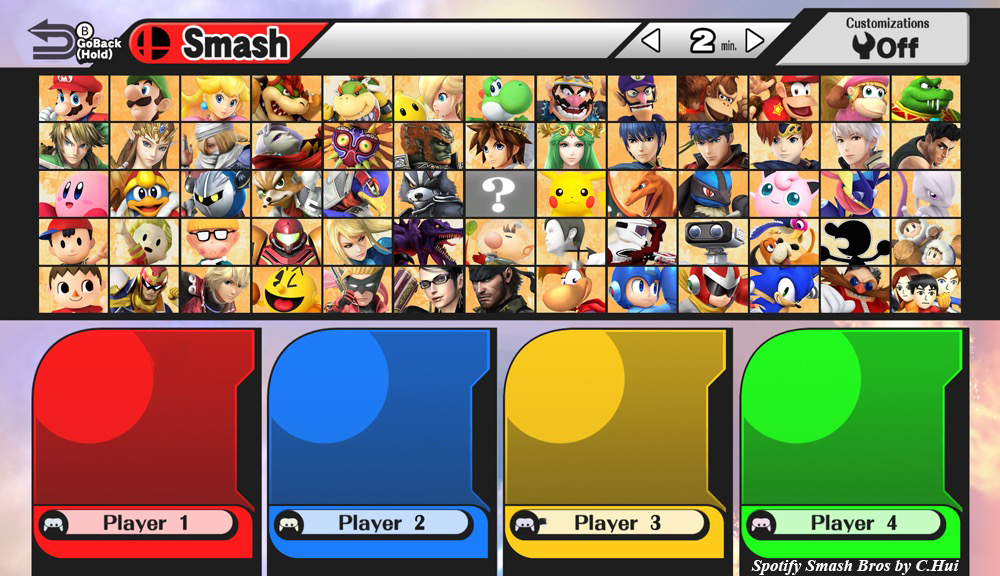 B
GoBack
(Hold)
Smash
2 min.
Customizations
Off
?
Player 1
Player 2
Player 3
Player 4
Spotify Smash Bros by C.Hui